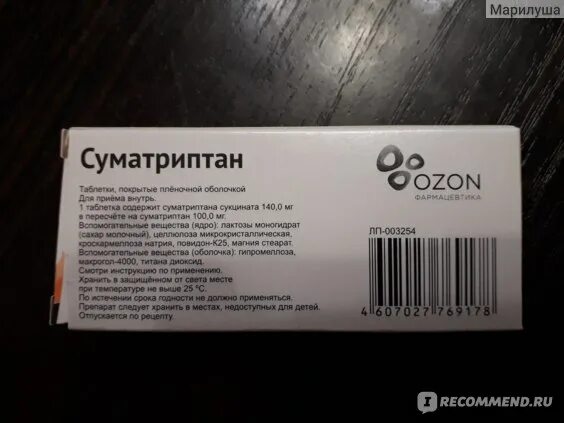 Марилуша
Суматриптан
Таблетки, покрытые плёночной оболочкой
Для приёма внутрь.
1 таблетка содержит суматриптана сукцината 140,0 мг
в пересчёте на суматриптан 100,0 мг.
Вспомогательные вещества (ядро): лактозы моногидрат
(сахар молочный), целлюлоза микрокристаллическая,
кроскармеллоза натрия, повидон-К25, магния стеарат.
Вспомогательные вещества (оболочка): гипромеллоза,
макрогол-4000, титана диоксид.
Смотри инструкцию по применению.
Хранить в защищённом от света месте
при температуре не выше 25 °С.
По истечении срока годности не должно применяться.
Препарат следует хранить в местах, недоступных для детей.
Отпускается по рецепту.
OZON
ФАРМАЦЕВТИКА
ЛП-003254
4 607027 769178
IRECOMMEND.RU